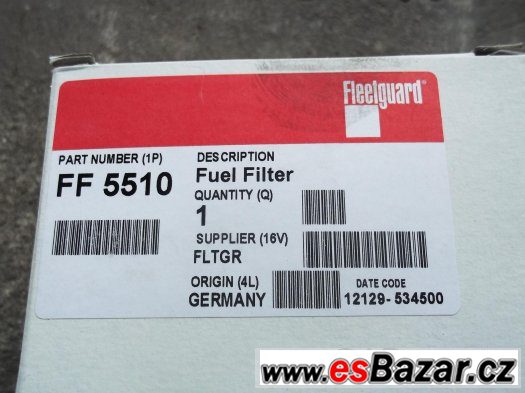 Fleetguard®
PART NUMBER (1P)
FF 5510
DESCRIPTION
Fuel Filter
QUANTITY (Q)
1
SUPPLIER (16V)
FLTGR
ORIGIN (4L)
GERMANY
DATE CODE
12129-534500
www.esBazar.cz